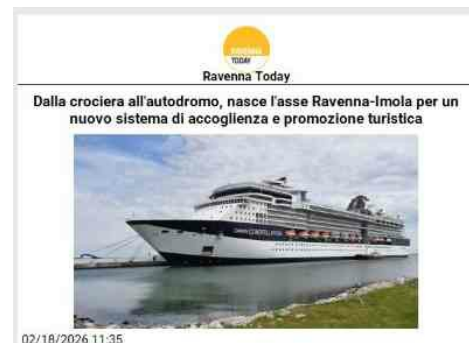 TODAY
Ravenna Today
Dalla crociera all'autodromo, nasce l'asse Ravenna-Imola per un
nuovo sistema di accoglienza e promozione turistica
02/18/2026 11:35